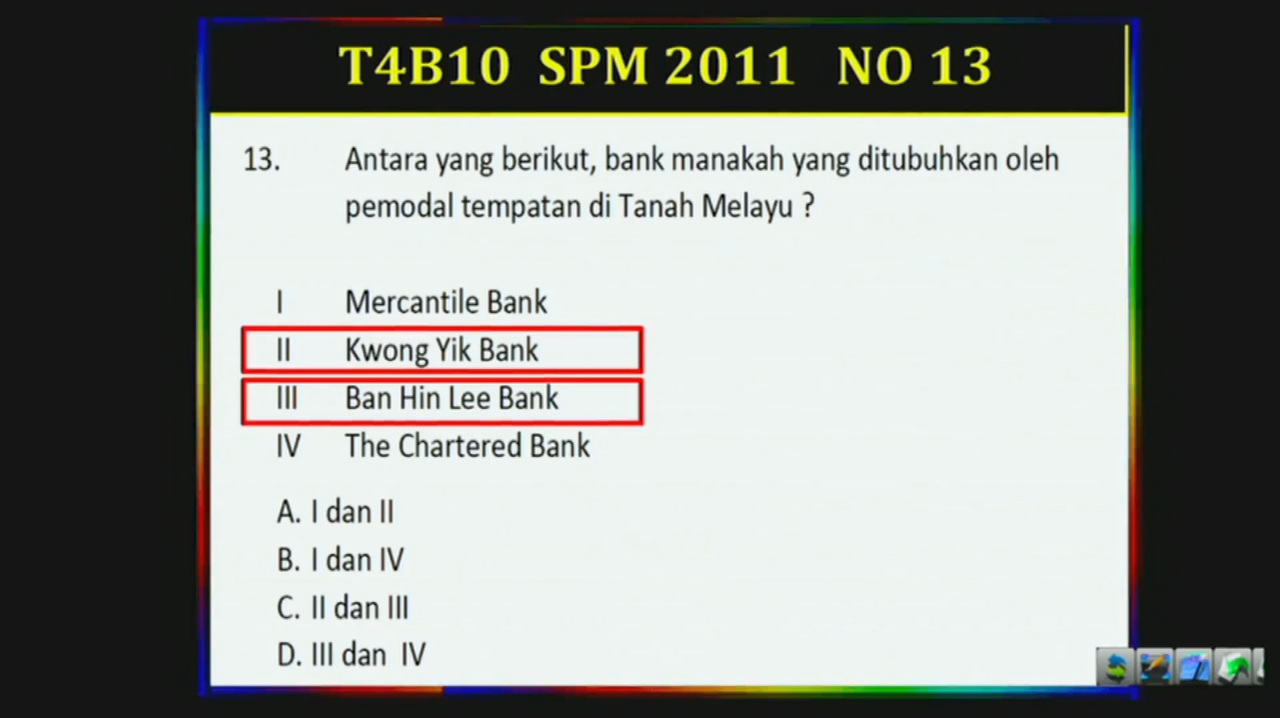 T4B10 SPM 2011 NO 13
13. Antara yang berikut, bank manakah yang ditubuhkan oleh
pemodal tempatan di Tanah Melayu ?
I Mercantile Bank
II Kwong Yik Bank
III Ban Hin Lee Bank
IV The Chartered Bank
A. I dan II
B. I dan IV
C. II dan III
D. III dan IV